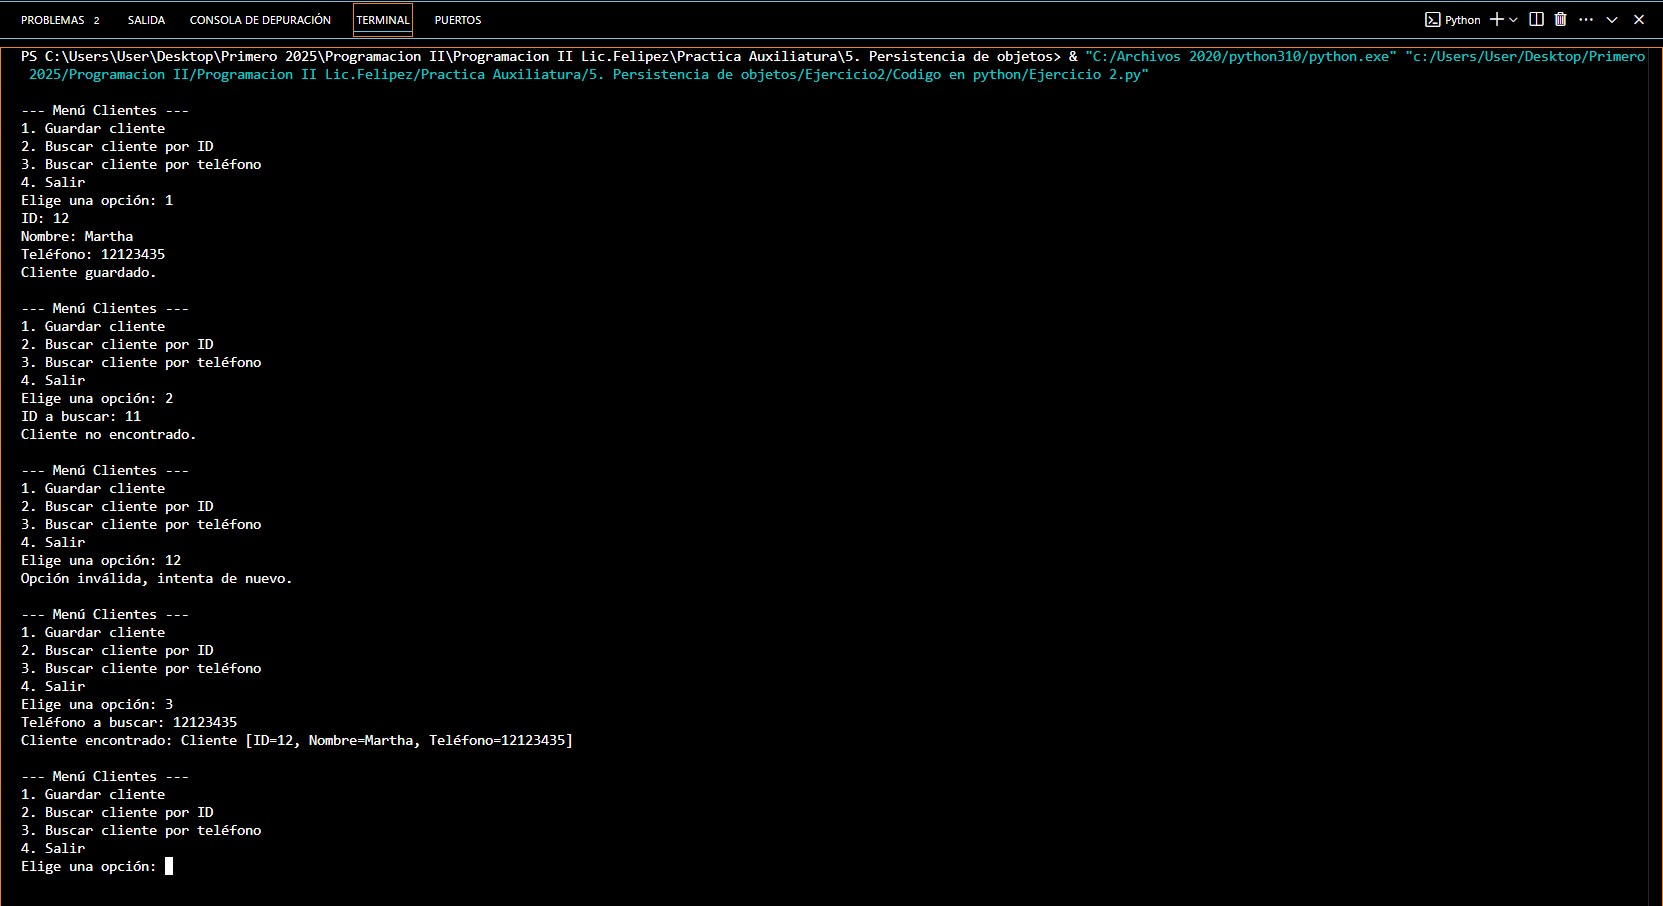 PROBLEMAS 2 SALIDA CONSOLA DE DEPURACIÓN TERMINAL PUERTOS Python
PS C:\Users\User\Desktop\Primero 2025\Programacion II\Programacion II Lic.Felipez\Practica Auxiliatura\5. Persistencia de objetos> & "C:/Archivos 2020/python310/python.exe" "c:/Users/User/Desktop/Primero
2025/Programacion II/Programacion II Lic.Felipez/Practica Auxiliatura/5. Persistencia de objetos/Ejercicio2/Codigo en python/Ejercicio 2.py"
--- Menú Clientes ---
1. Guardar cliente
2. Buscar cliente por ID
3. Buscar cliente por teléfono
4. Salir
Elige una opción: 1
ID: 12
Nombre: Martha
Teléfono: 12123435
Cliente guardado.
--- Menú Clientes ---
1. Guardar cliente
2. Buscar cliente por ID
3. Buscar cliente por teléfono
4. Salir
Elige una opción: 2
ID a buscar: 11
Cliente no encontrado.
--- Menú Clientes ---
1. Guardar cliente
2. Buscar cliente por ID
3. Buscar cliente por teléfono
4. Salir
Elige una opción: 12
Opción inválida, intenta de nuevo.
--- Menú Clientes ---
1. Guardar cliente
2. Buscar cliente por ID
3. Buscar cliente por teléfono
4. Salir
Elige una opción: 3
Teléfono a buscar: 12123435
Cliente encontrado: Cliente [ID=12, Nombre=Martha, Teléfono=12123435]
--- Menú Clientes ---
1. Guardar cliente
2. Buscar cliente por ID
3. Buscar cliente por teléfono
4. Salir
Elige una opción: